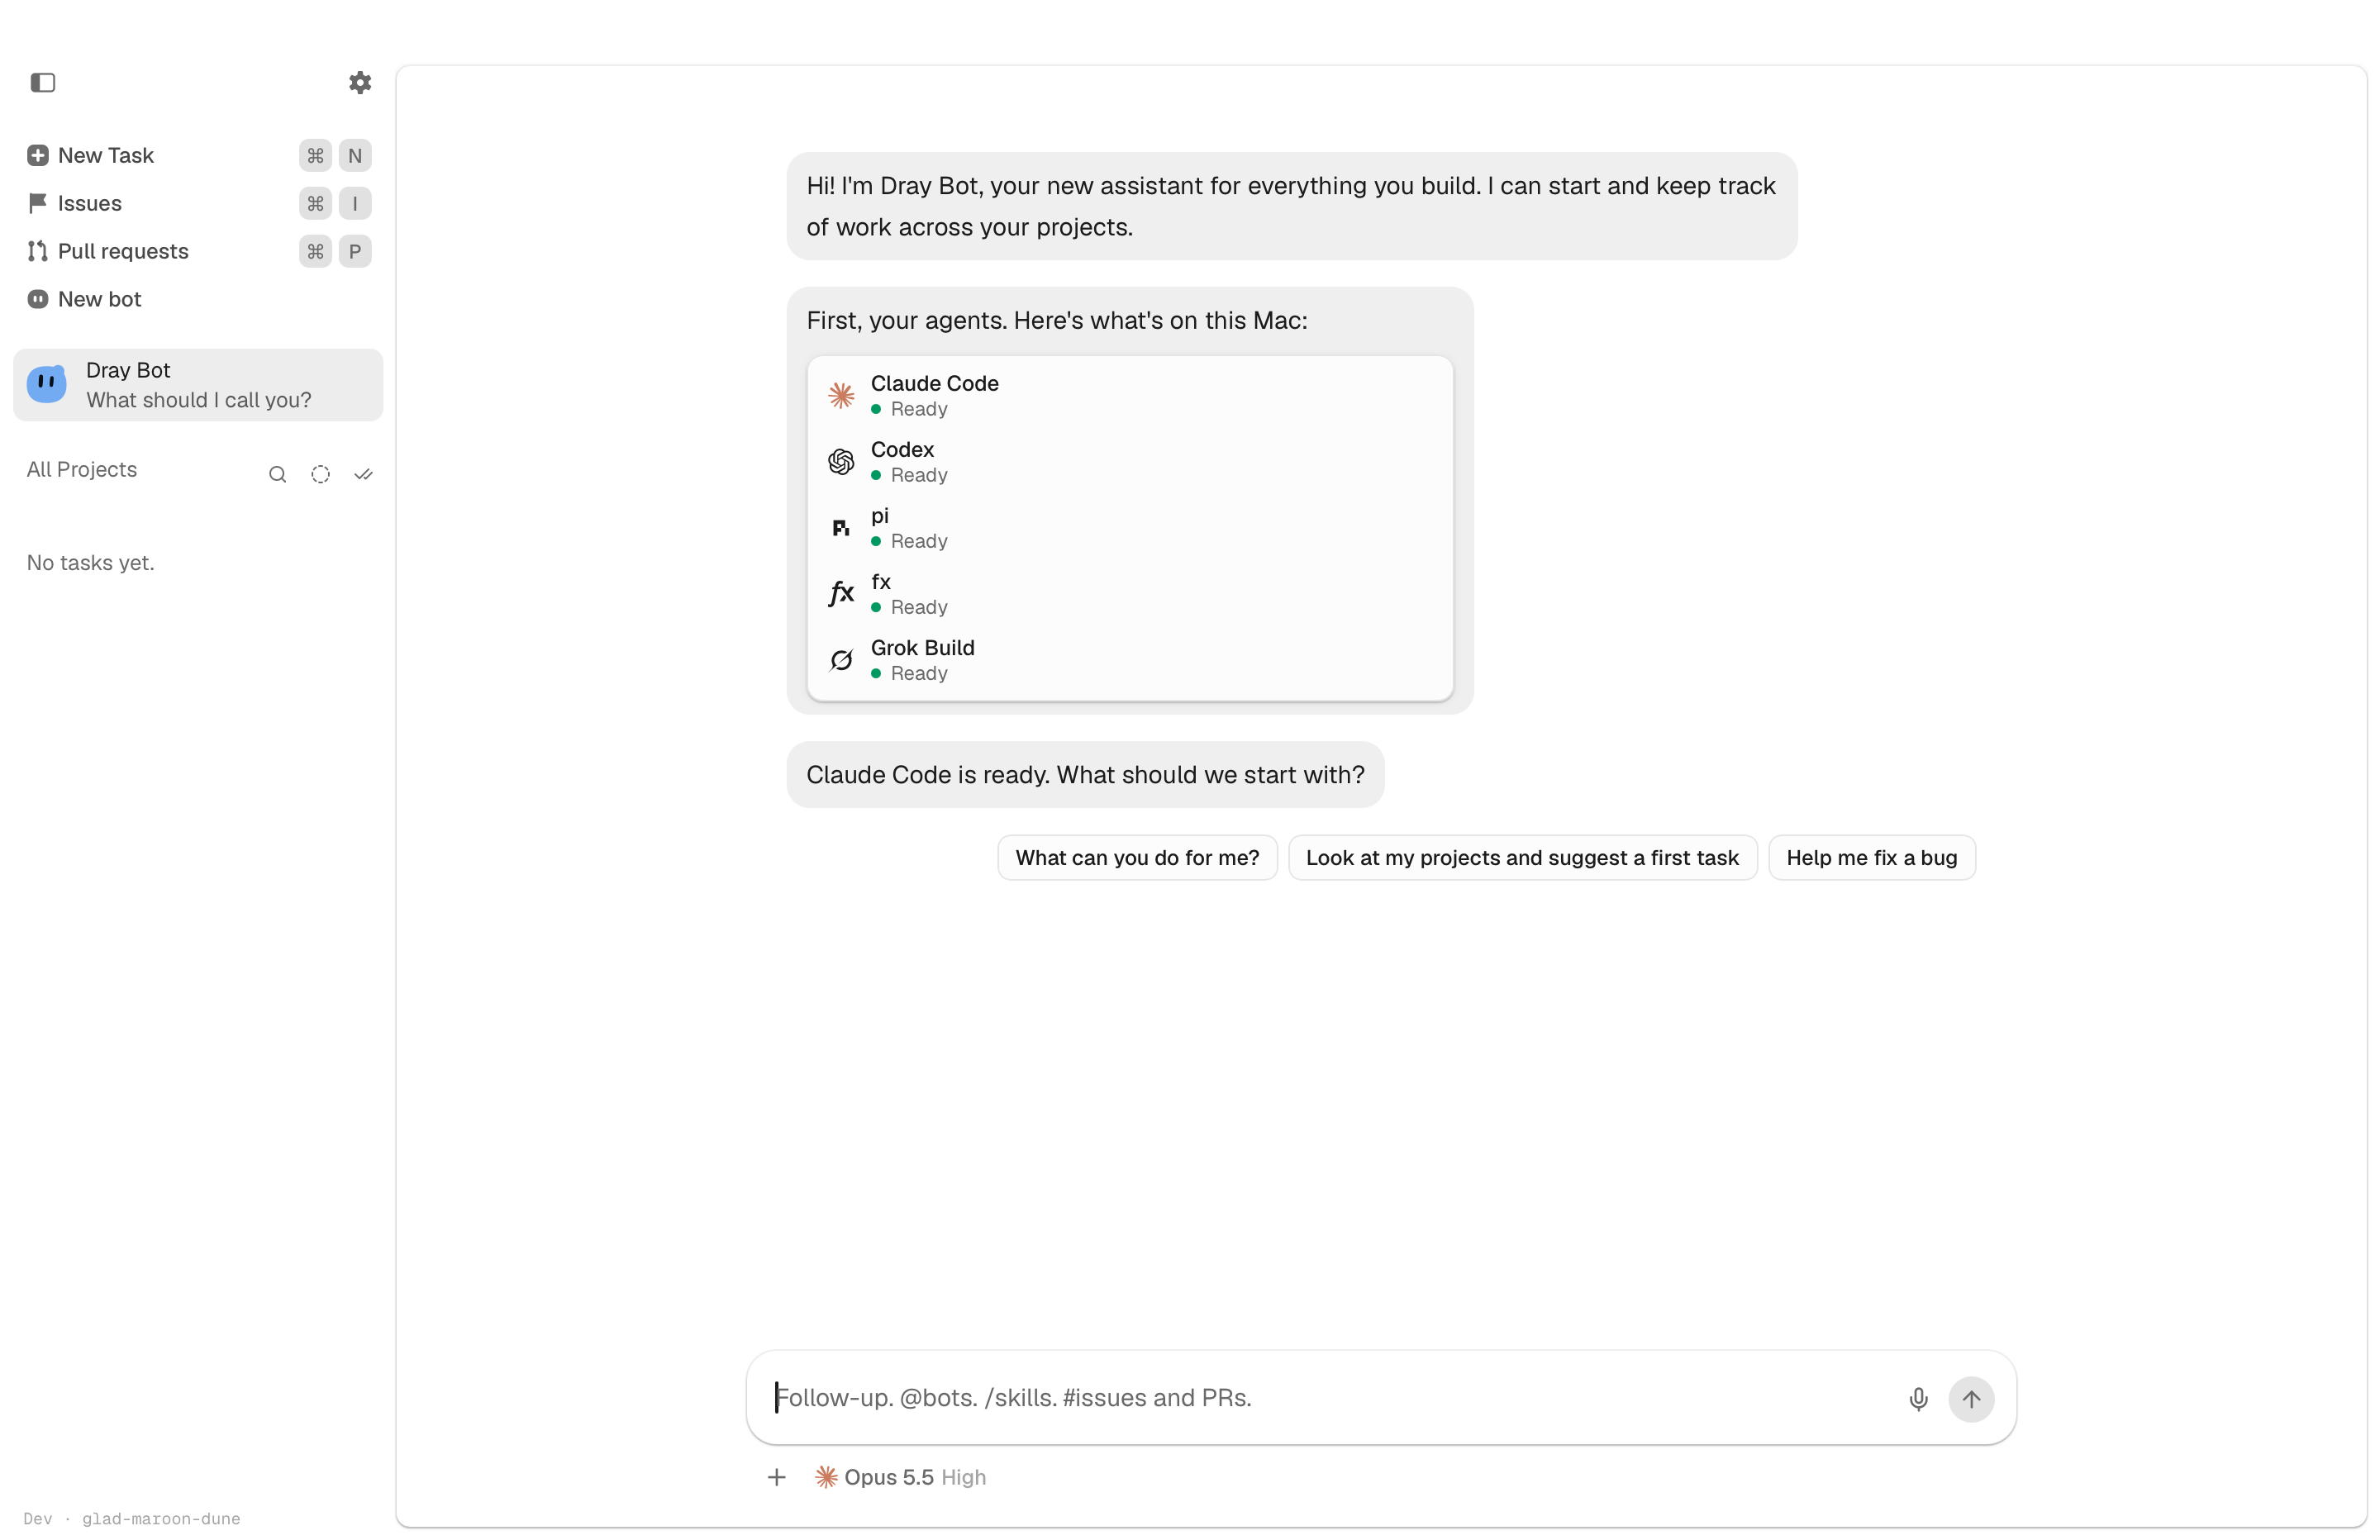 New Task ⌘ N
Issues ⌘ I
Pull requests ⌘ P
New bot
Dray Bot
What should I call you?
All Projects
No tasks yet.
Dev · glad-maroon-dune
Hi! I'm Dray Bot, your new assistant for everything you build. I can start and keep track
of work across your projects.
First, your agents. Here's what's on this Mac:
Claude Code
Ready
Codex
Ready
pi
Ready
fx
fx
Ready
Grok Build
Ready
Claude Code is ready. What should we start with?
What can you do for me?
Look at my projects and suggest a first task
Help me fix a bug
Follow-up. @bots. /skills. #issues and PRs.
Opus 5.5 High